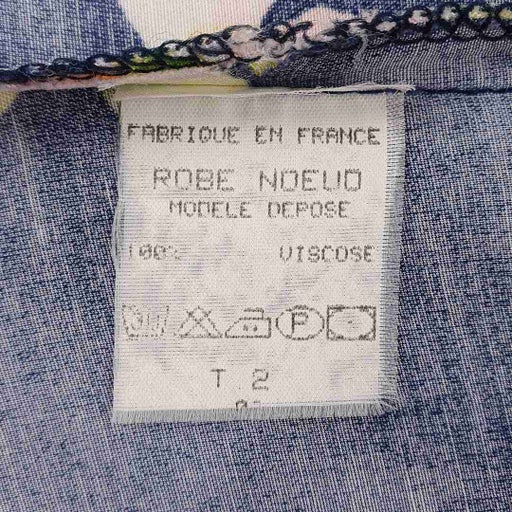 FABRIQUE EN FRANCE
ROBE NOEUD
MODELE DEPOSE
100% VISCOSE
P
T.2